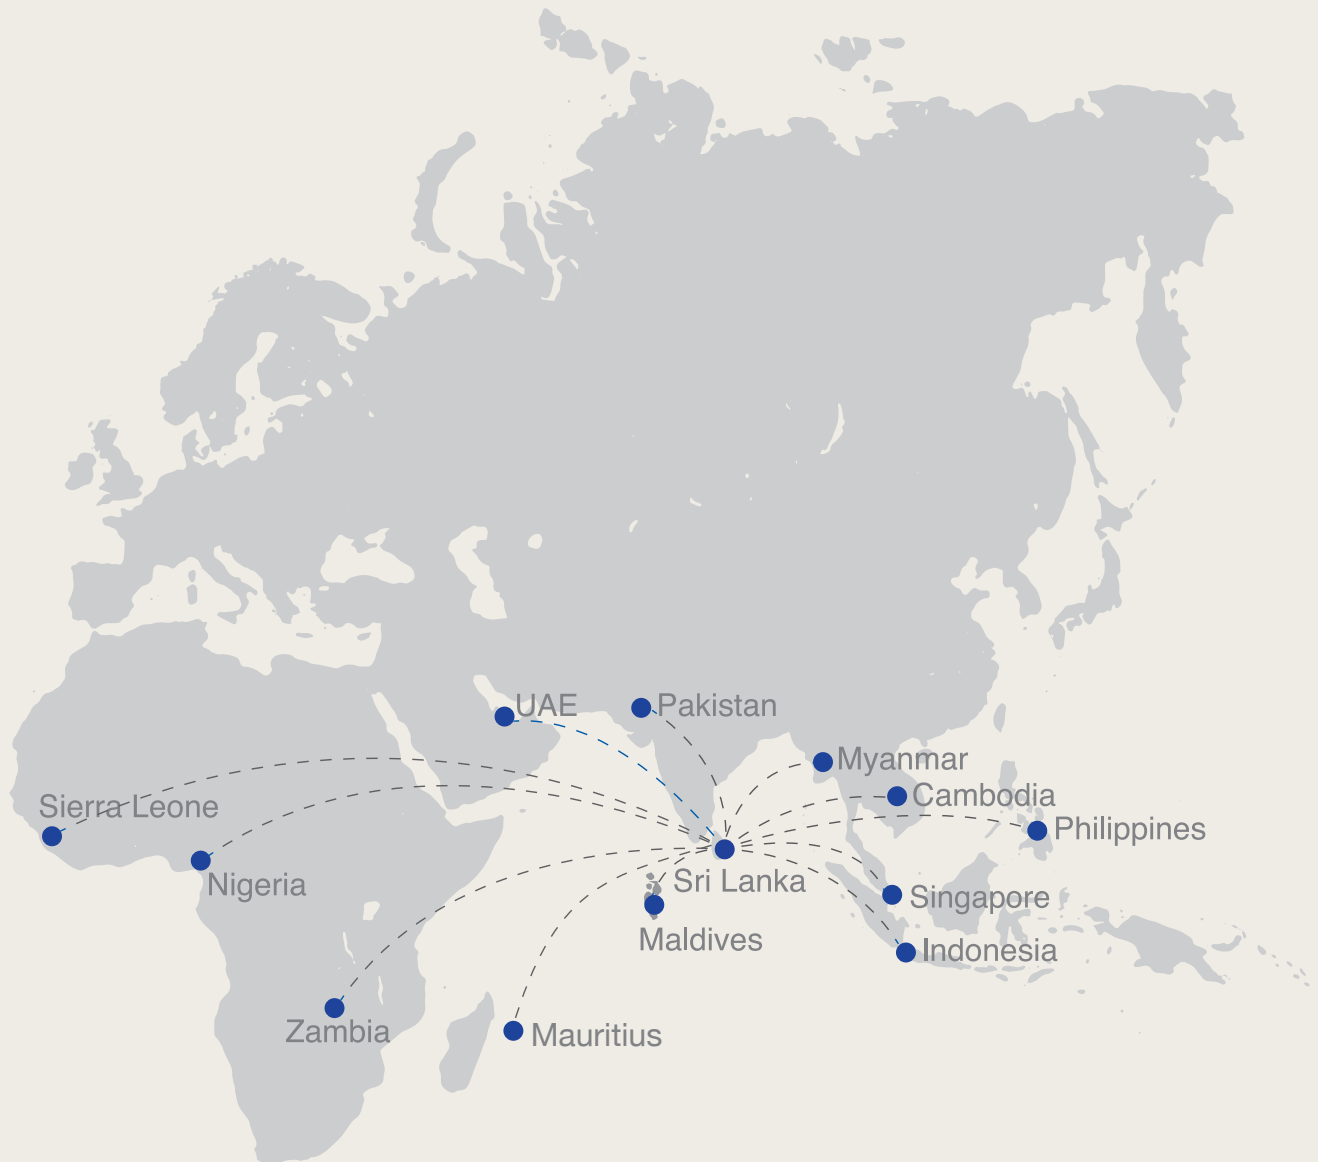 UAE
Pakistan
Myanmar
Cambodia
Sierra Leone
Philippines
Nigeria
Sri Lanka
Singapore
Maldives
Indonesia
Zambia
Mauritius